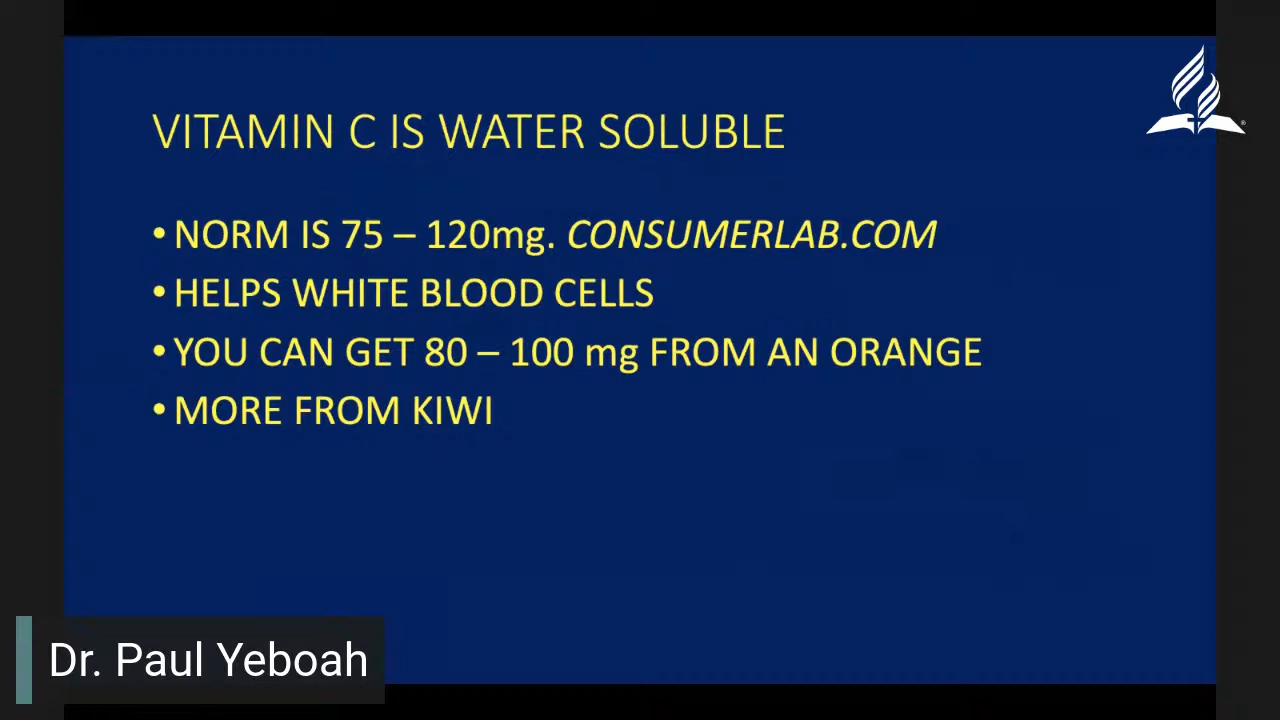 VITAMIN C IS WATER SOLUBLE
• NORM IS 75 – 120mg. CONSUMERLAB.COM
• HELPS WHITE BLOOD CELLS
• YOU CAN GET 80 – 100 mg FROM AN ORANGE
• MORE FROM KIWI
Dr. Paul Yeboah